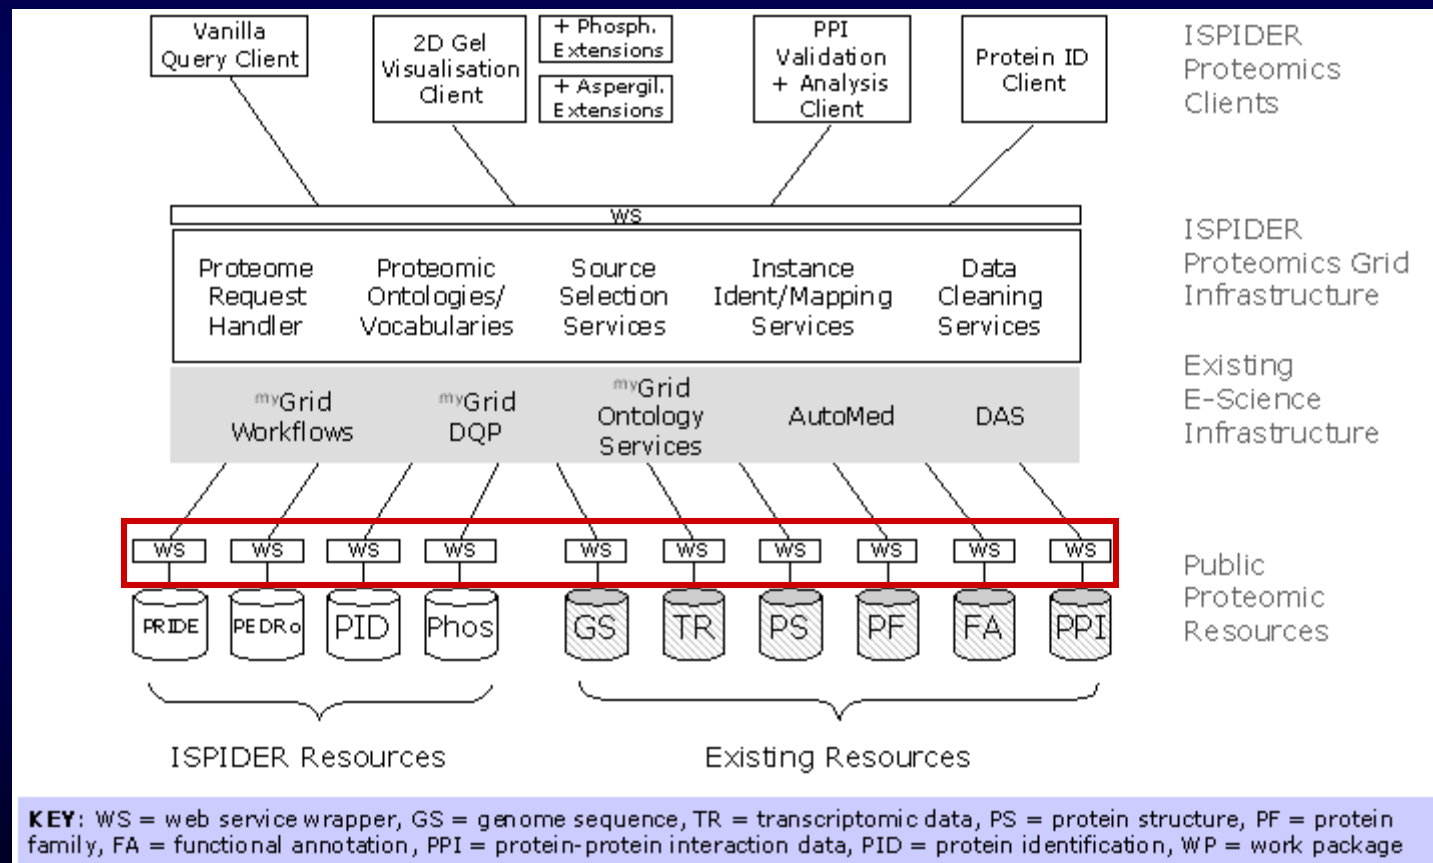 Vanilla
Query Client
2D Gel
Visualisation
Client
+ Phosph.
Extensions
+ Aspergil.
Extensions
PPI
Validation
+ Analysis
Client
Protein ID
Client
ISPIDER
Proteomics
Clients
WS
Proteome
Request
Handler
Proteomic
Ontologies/
Vocabularies
Source
Selection
Services
Instance
Ident/Mapping
Services
Data
Cleaning
Services
ISPIDER
Proteomics Grid
Infrastructure
myGrid
Workflows
myGrid
DQP
myGrid
Ontology
Services
AutoMed
DAS
Existing
E-Science
Infrastructure
WS
WS
WS
WS
WS
WS
WS
WS
WS
WS
PRIDE
PEDRo
PID
Phos
GS
TR
PS
PF
FA
PPI
Public
Proteomic
Resources
ISPIDER Resources
Existing Resources
KEY: WS = web service wrapper, GS = genome sequence, TR = transcriptomic data, PS = protein structure, PF = protein
family, FA = functional annotation, PPI = protein-protein interaction data, PID = protein identification, WP = work package